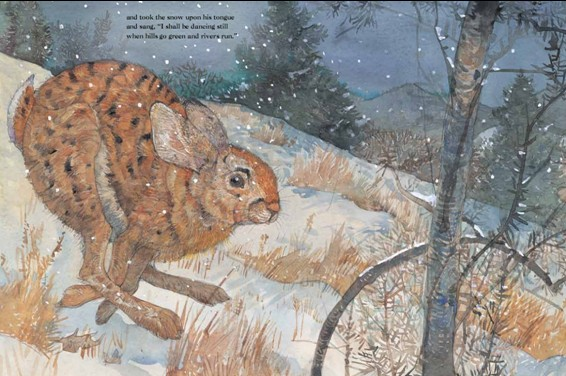 and took the snow upon his tongue
and sang, "I shall be dancing still
when hills go green and rivers run."